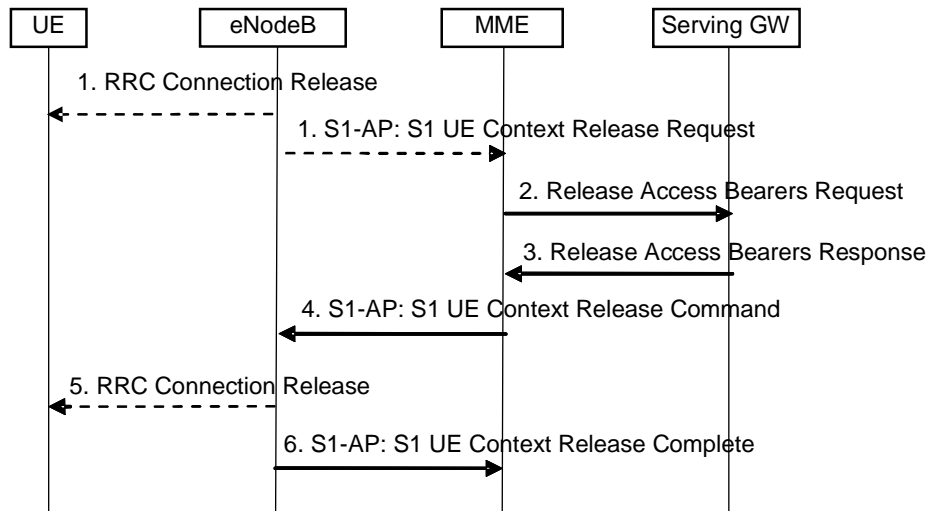 UE
eNodeB
MME
Serving GW
1. RRC Connection Release
1. S1-AP: S1 UE Context Release Request
2. Release Access Bearers Request
3. Release Access Bearers Response
4. S1-AP: S1 UE Context Release Command
5. RRC Connection Release
6. S1-AP: S1 UE Context Release Complete